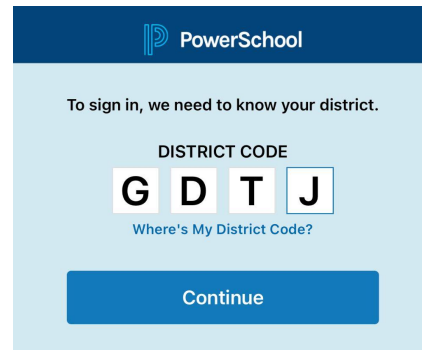 PowerSchool
To sign in, we need to know your district.
DISTRICT CODE
G D T J
Where's My District Code?
Continue